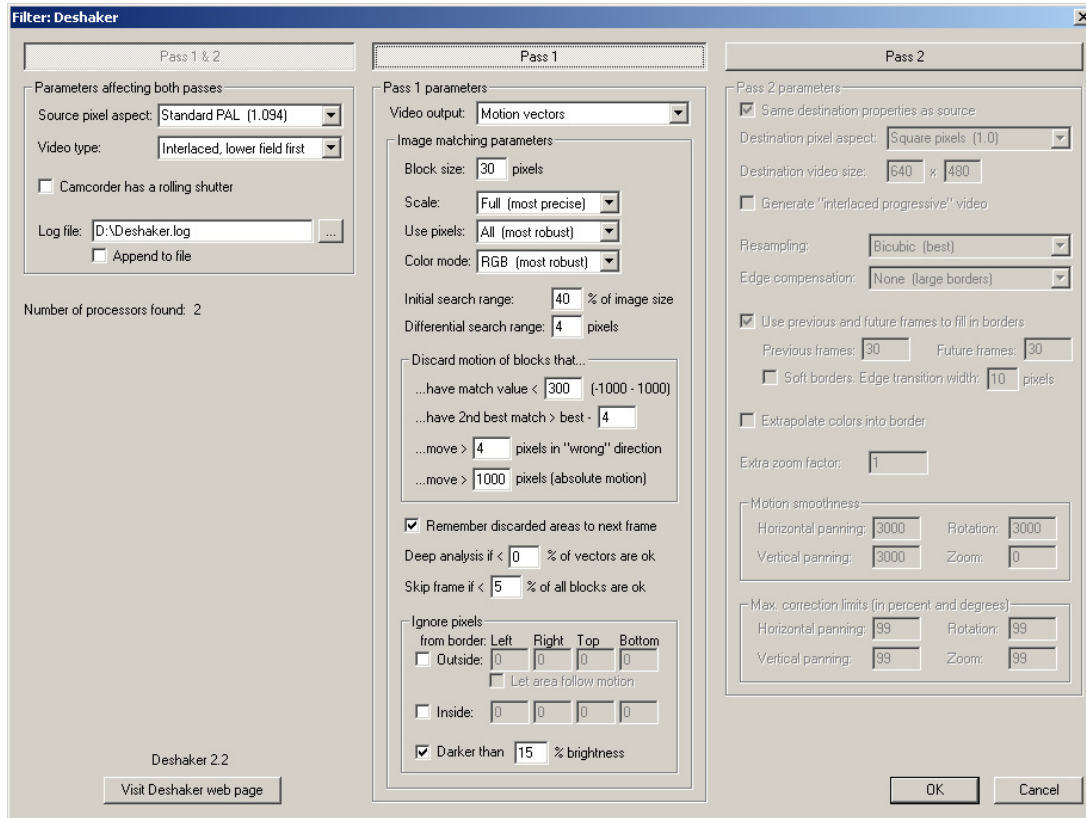 Filter: Deshaker
Pass 1 & 2
Parameters affecting both passes
Source pixel aspect: Standard PAL (1.094)
Video type: Interlaced, lower field first
Camcorder has a rolling shutter
Log file: D:\Deshaker.log ...
Append to file
Number of processors found: 2
Deshaker 2.2
Visit Deshaker web page
Pass 1
Pass 1 parameters
Video output: Motion vectors
Image matching parameters
Block size: 30 pixels
Scale: Full (most precise)
Use pixels: All (most robust)
Color mode: RGB (most robust)
Initial search range: 40 % of image size
Differential search range: 4 pixels
Discard motion of blocks that...
...have match value < 300 (-1000 - 1000)
...have 2nd best match > best - 4
...move > 4 pixels in "wrong" direction
...move > 1000 pixels (absolute motion)
Remember discarded areas to next frame
Deep analysis if < 0 % of vectors are ok
Skip frame if < 5 % of all blocks are ok
Ignore pixels
from border: Left Right Top Bottom
Outside: 0 0 0 0
Let area follow motion
Inside: 0 0 0 0
Darker than 15 % brightness
Pass 2
Pass 2 parameters
Same destination properties as source
Destination pixel aspect: Square pixels (1.0)
Destination video size: 640 x 480
Generate "interlaced progressive" video
Resampling: Bicubic (best)
Edge compensation: None (large borders)
Use previous and future frames to fill in borders
Previous frames: 30 Future frames: 30
Soft borders. Edge transition width: 10 pixels
Extrapolate colors into border
Extra zoom factor: 1
Motion smoothness
Horizontal panning: 3000 Rotation: 3000
Vertical panning: 3000 Zoom: 0
Max. correction limits (in percent and degrees)
Horizontal panning: 99 Rotation: 99
Vertical panning: 99 Zoom: 99
OK Cancel